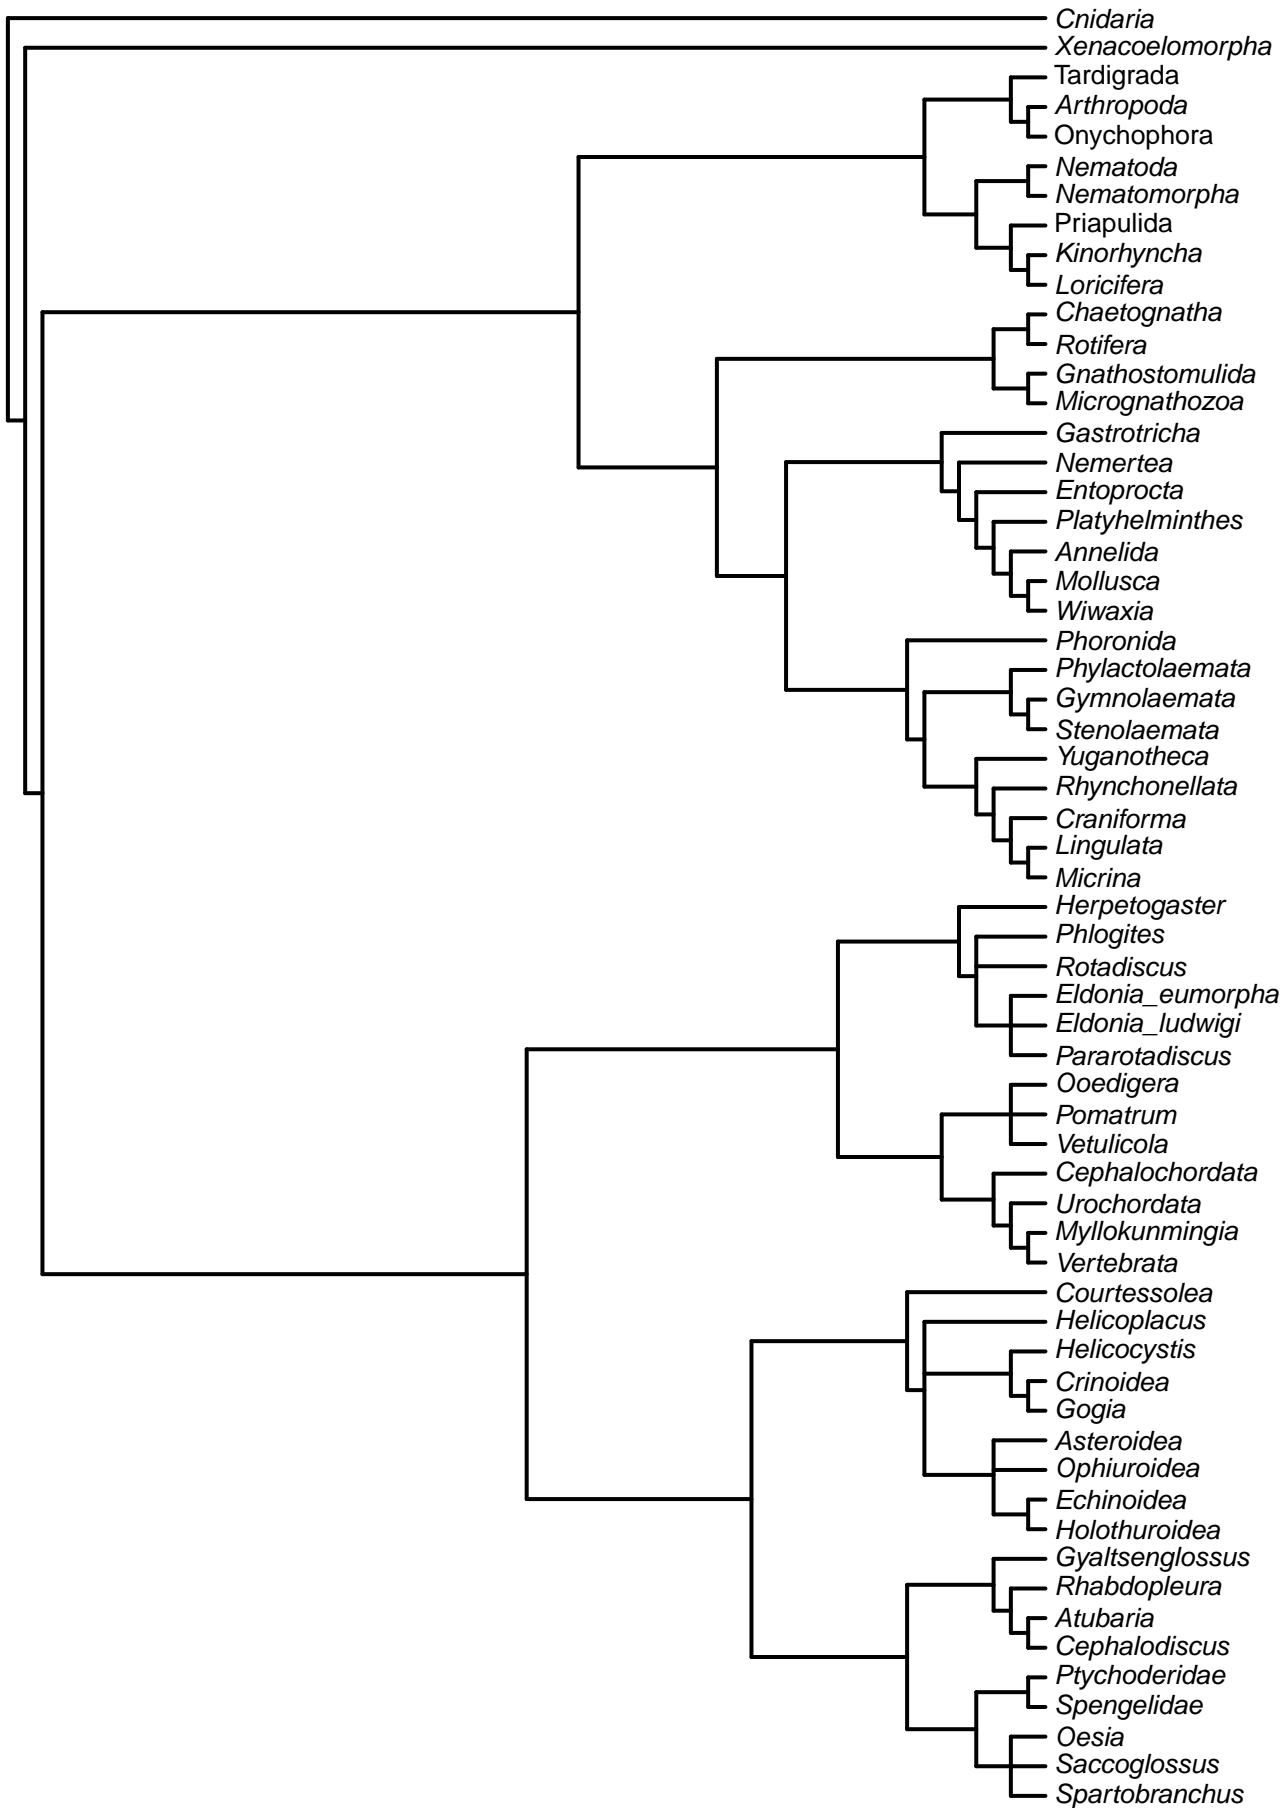 Cnidaria
Xenacoelomorpha
Tardigrada
Arthropoda
Onychophora
Nematoda
Nematomorpha
Priapulida
Kinorhyncha
Loricifera
Chaetognatha
Rotifera
Gnathostomulida
Micrognathozoa
Gastrotricha
Nemertea
Entoprocta
Platyhelminthes
Annelida
Mollusca
Wiwaxia
Phoronida
Phylactolaemata
Gymnolaemata
Stenolaemata
Yuganotheca
Rhynchonellata
Craniforma
Lingulata
Micrina
Herpetogaster
Phlogites
Rotadiscus
Eldonia_eumorpha
Eldonia_ludwigi
Pararotadiscus
Ooedigera
Pomatrum
Vetulicola
Cephalochordata
Urochordata
Myllokunmingia
Vertebrata
Courtessolea
Helicoplacus
Helicocystis
Crinoidea
Gogia
Asteroidea
Ophiuroidea
Echinoidea
Holothuroidea
Gyaltsenglossus
Rhabdopleura
Atubaria
Cephalodiscus
Ptychoderidae
Spengelidae
Oesia
Saccoglossus
Spartobranchus